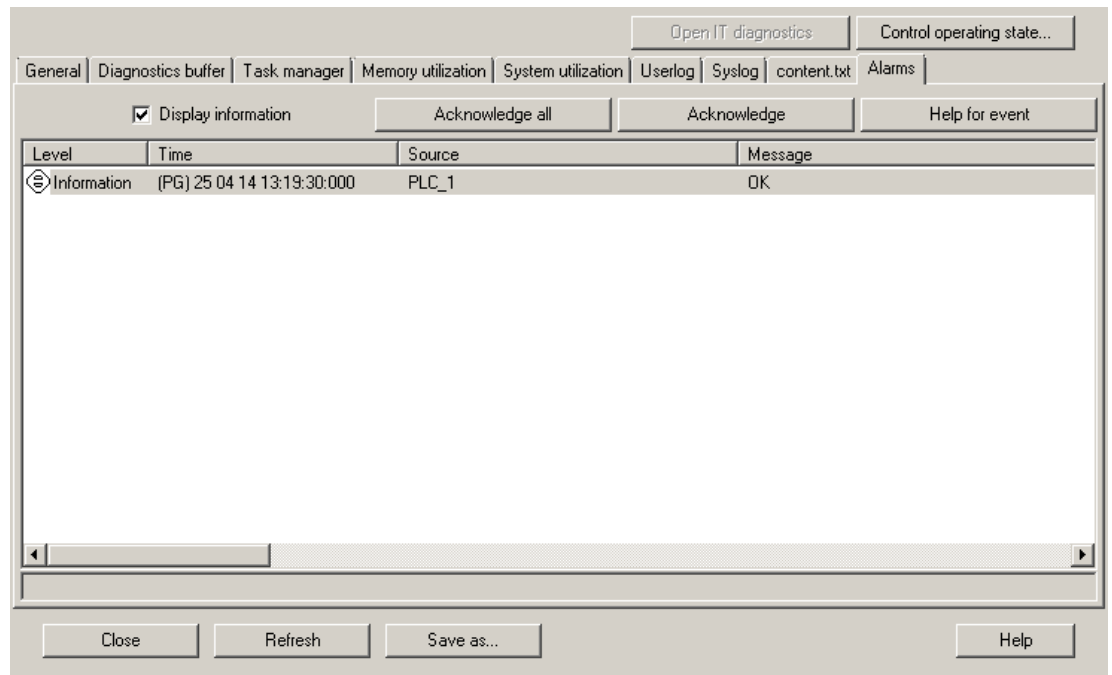 Open IT diagnostics Control operating state...
General Diagnostics buffer Task manager Memory utilization System utilization Userlog Syslog content.txt Alarms
Display information Acknowledge all Acknowledge Help for event
Level Time Source Message
Information (PG) 25 04 14 13:19:30:000 PLC_1 OK
Close Refresh Save as... Help